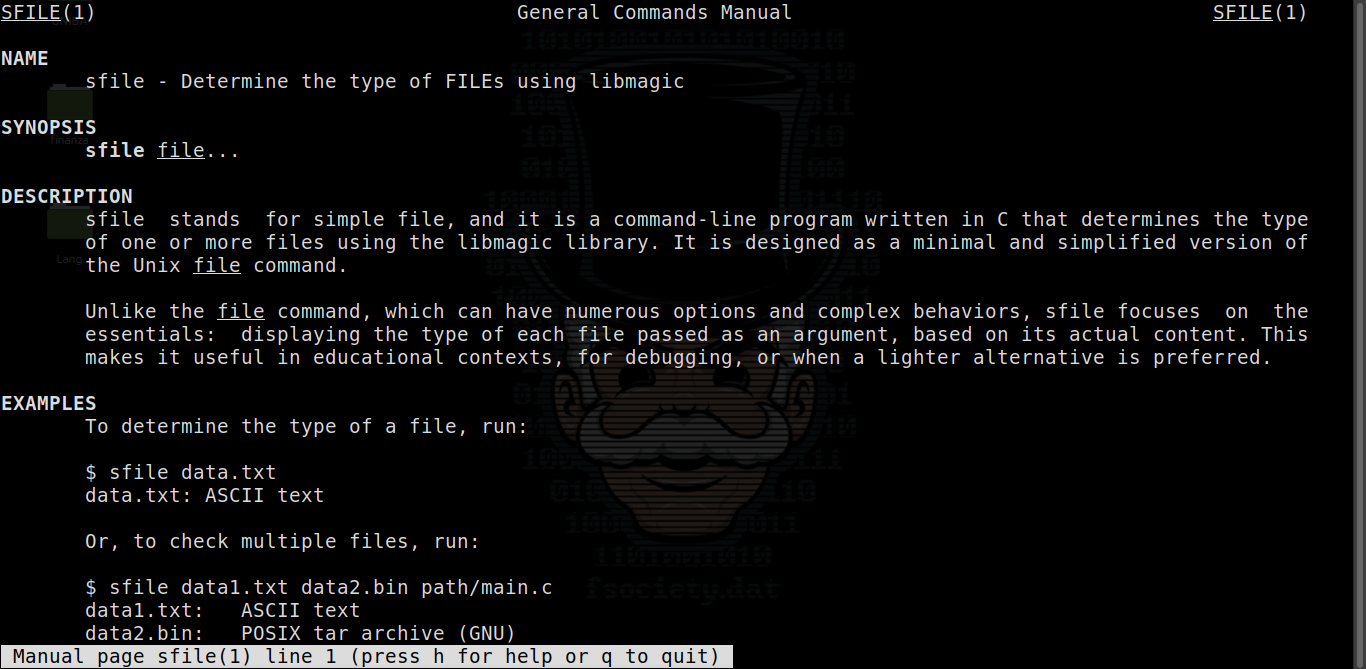 SFILE(1) General Commands Manual SFILE(1)
NAME
sfile - Determine the type of FILEs using libmagic
SYNOPSIS
Finanza
sfile file...
DESCRIPTION
sfile stands for simple file, and it is a command-line program written in C that determines the type
of one or more files using the libmagic library. It is designed as a minimal and simplified version of
Lang
the Unix file command.
Unlike the file command, which can have numerous options and complex behaviors, sfile focuses on the
essentials: displaying the type of each file passed as an argument, based on its actual content. This
makes it useful in educational contexts, for debugging, or when a lighter alternative is preferred.
EXAMPLES
To determine the type of a file, run:
$ sfile data.txt
data.txt: ASCII text
Or, to check multiple files, run:
1101001010
fsociety.dat
$ sfile data1.txt data2.bin path/main.c
data1.txt: ASCII text
data2.bin: POSIX tar archive (GNU)
Manual page sfile(1) line 1 (press h for help or q to quit)